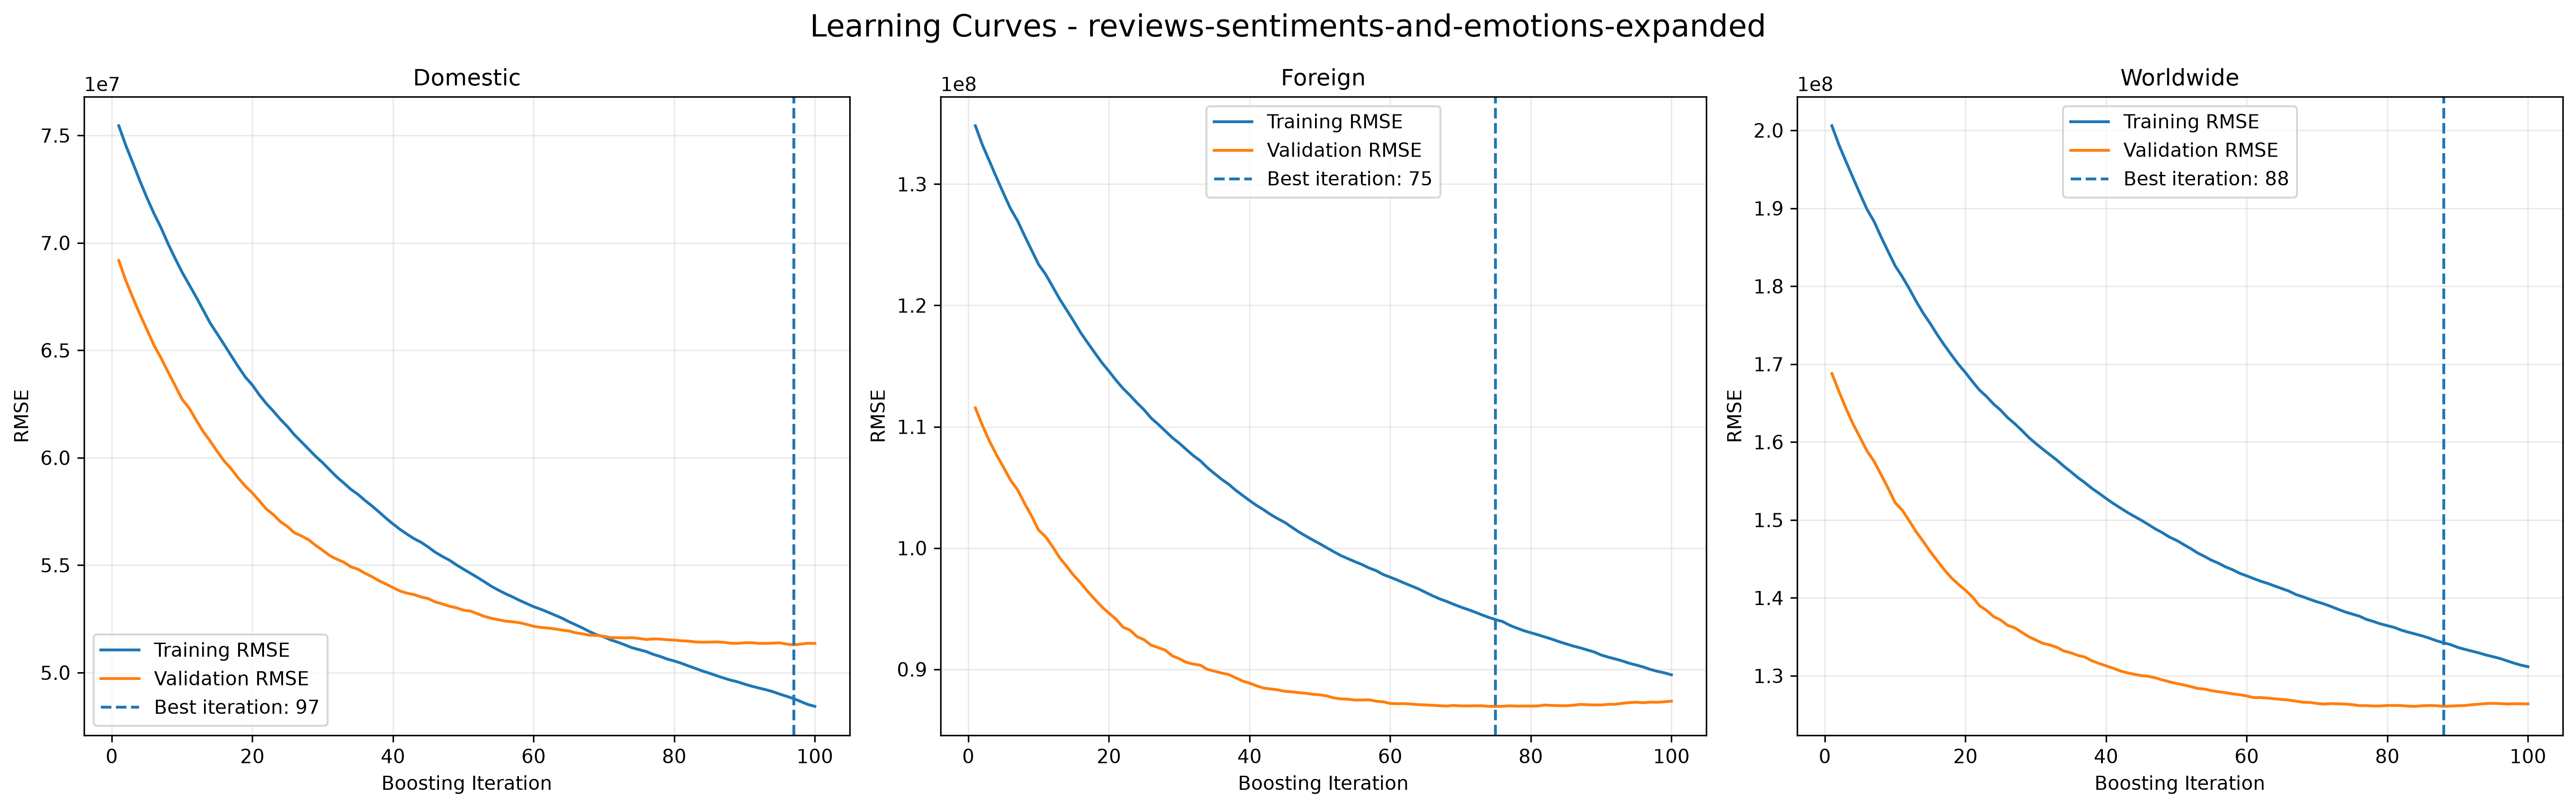 Learning Curves - reviews-sentiments-and-emotions-expanded
Domestic
1e7
7.5
7.0
6.5
6.0
5.5
5.0
RMSE
0 20 40 60 80 100
Boosting Iteration
Training RMSE
Validation RMSE
Best iteration: 97
Foreign
1e8
1.3
1.2
1.1
1.0
0.9
RMSE
0 20 40 60 80 100
Boosting Iteration
Training RMSE
Validation RMSE
Best iteration: 75
Worldwide
1e8
2.0
1.9
1.8
1.7
1.6
1.5
1.4
1.3
RMSE
0 20 40 60 80 100
Boosting Iteration
Training RMSE
Validation RMSE
Best iteration: 88